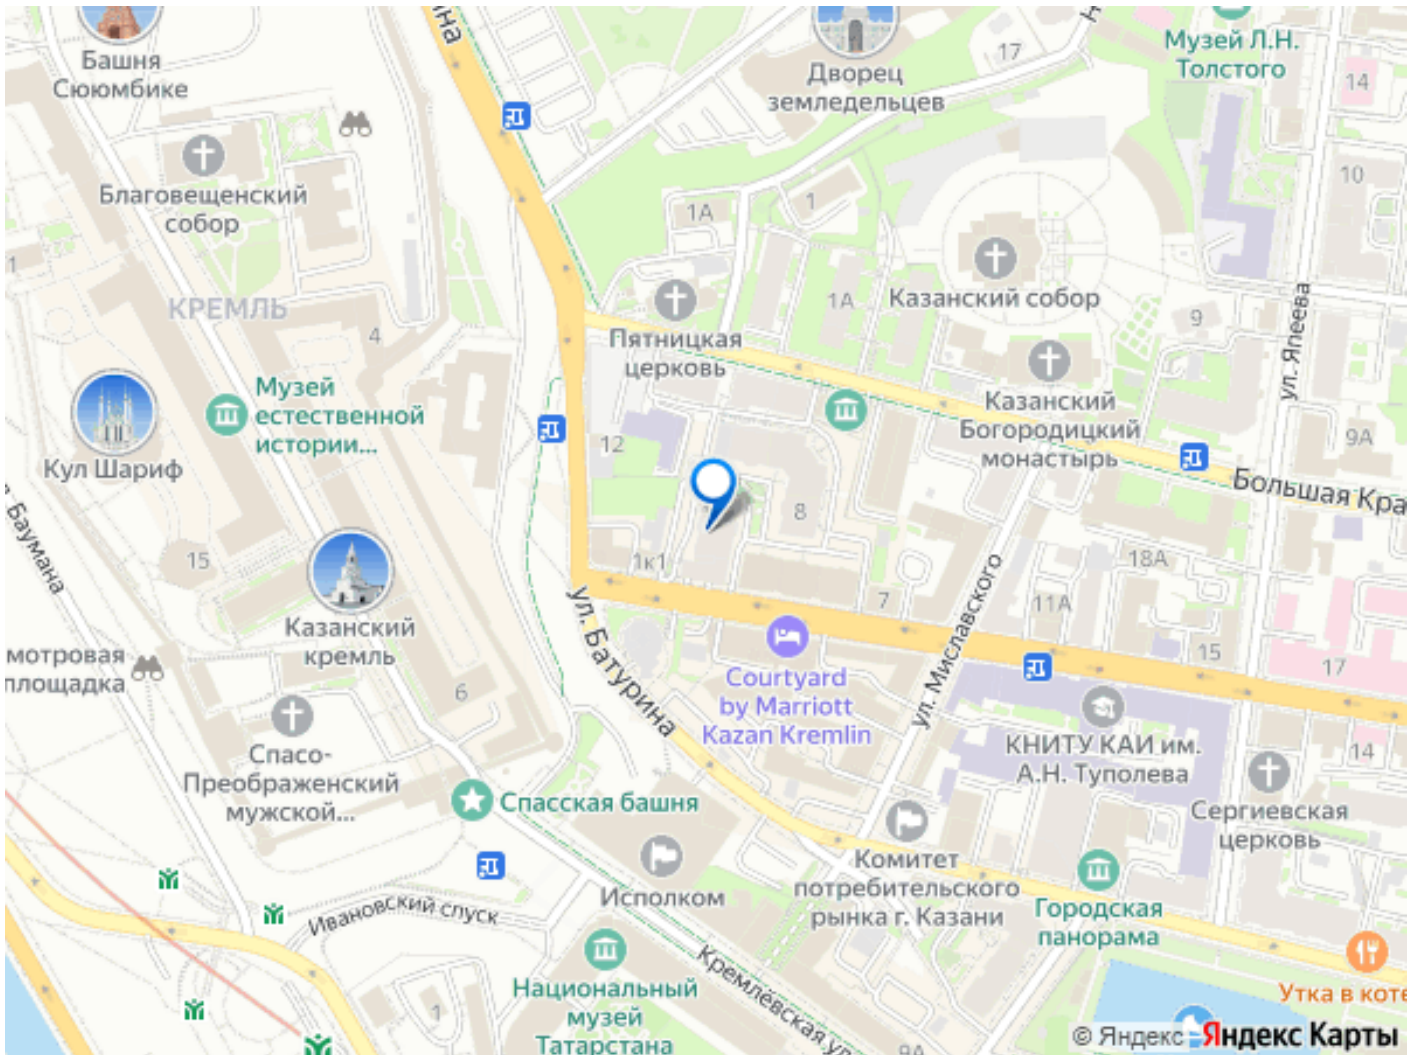 Башня
Сююмбике
Дворец
земледельцев
17
Музей Л.Н.
Толстого
14
Благовещенский
собор
1А
1
10
1
КРЕМЛЬ
4
Казанский собор
1А
9
ул. Япеева
Пятницкая
церковь
Музей
естественной
истории...
Казанский
Богородицкий
монастырь
12
9А
Кул Шариф
Большая Кра
8
15
1к1
18А
7
11А
ул. Миславского
Казанский
кремль
ул. Батурина
15
17
мотровая
площадка
6
Courtyard
by Marriott
Kazan Kremlin
КНИТУ КАИ им.
А.Н. Туполева
14
Спасо-
Преображенский
мужской...
Спасская башня
Сергиевская
церковь
Исполком
Комитет
потребительского
рынка г. Казани
Городская
панорама
Ивановский спуск
Национальный
музей
Татарстана
Кремлёвская ул
1
9А
Утка в коте
© Яндекс
Яндекс Карты